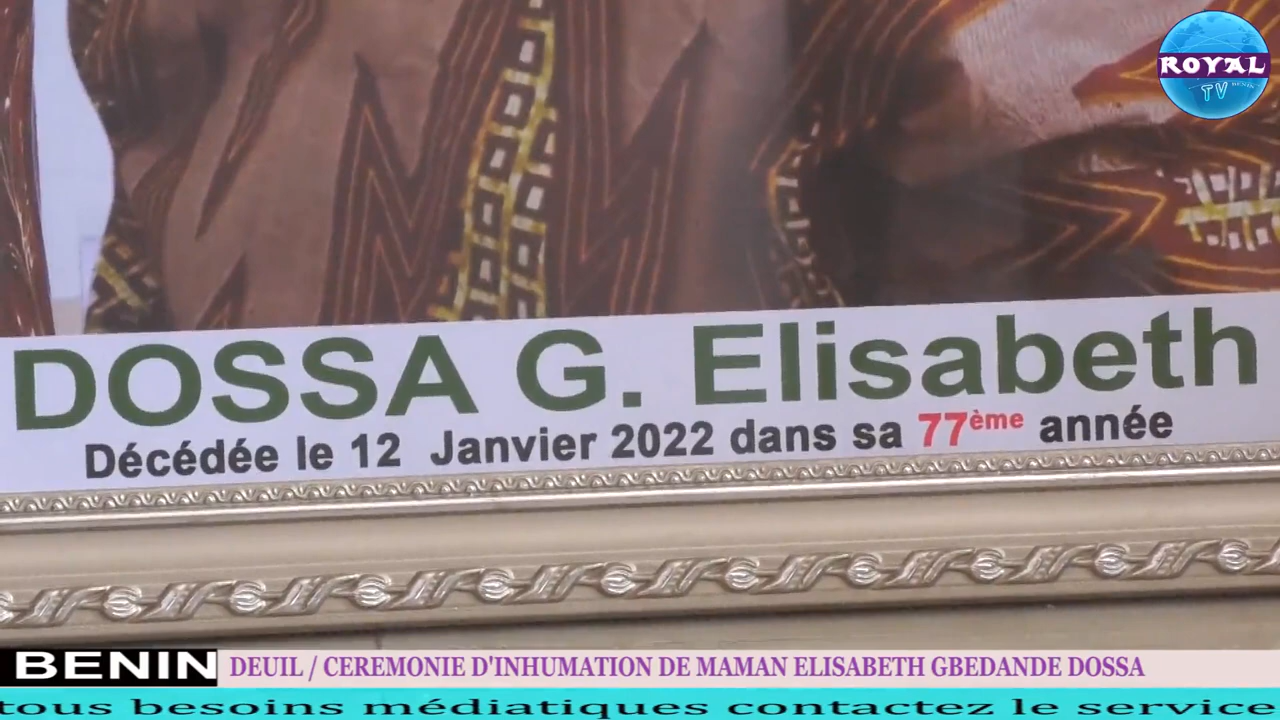 ROYAL
TV BENIN
DOSSA G. Elisabeth
Décédée le 12 Janvier 2022 dans sa 77ème année
BENIN DEUIL / CEREMONIE D'INHUMATION DE MAMAN ELISABETH GBEDANDE DOSSA
tous besoins médiatiques contactez le service